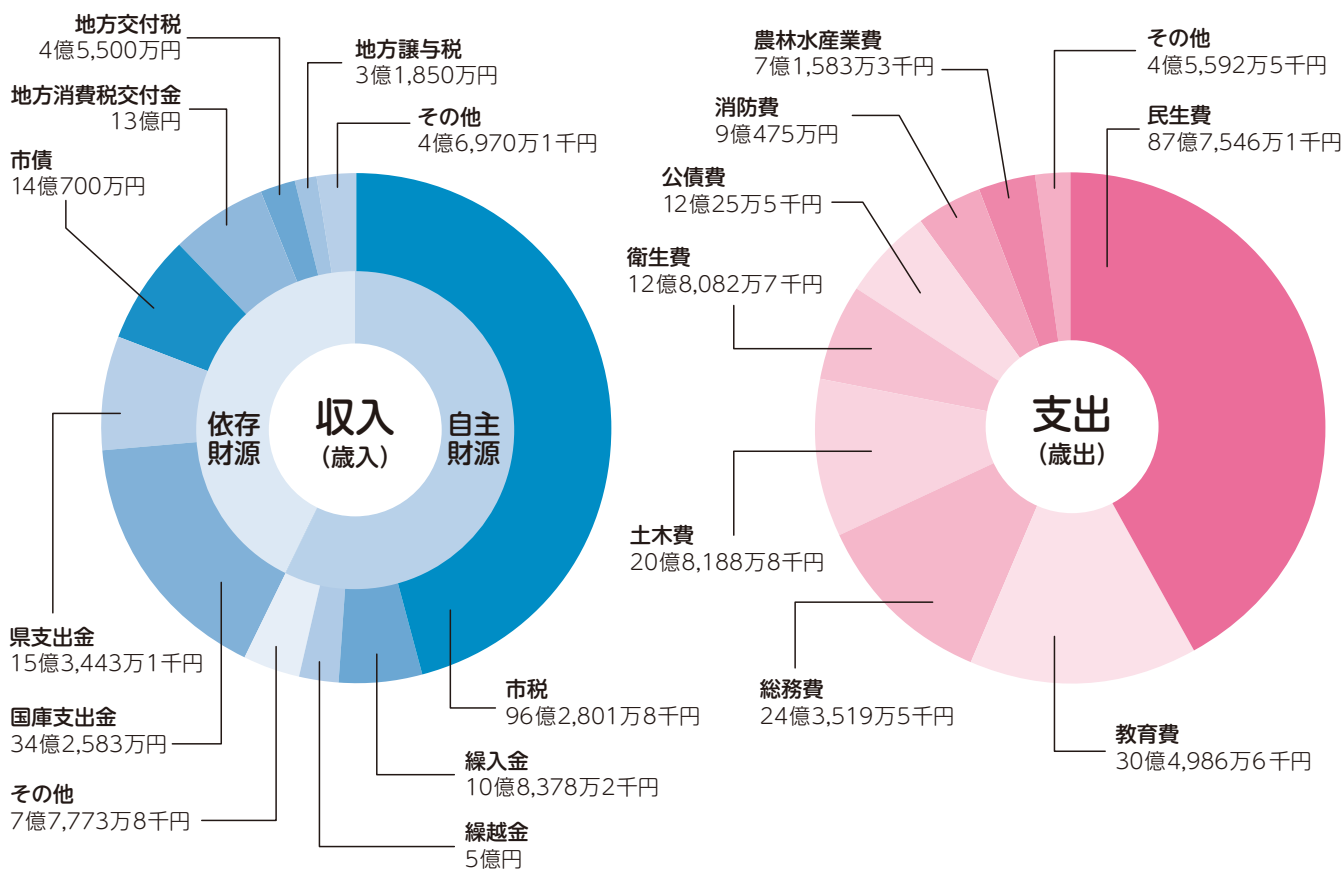 地方交付税
4億5,500万円
地方譲与税
3億1,850万円
地方消費税交付金
13億円
その他
4億6,970万1千円
市債
14億700万円
依存
財源
収入
(歳入)
自主
財源
県支出金
15億3,443万1千円
国庫支出金
34億2,583万円
その他
7億7,773万8千円
市税
96億2,801万8千円
繰入金
10億8,378万2千円
繰越金
5億円
農林水産業費
7億1,583万3千円
その他
4億5,592万5千円
消防費
9億475万円
民生費
87億7,546万1千円
公債費
12億25万5千円
衛生費
12億8,082万7千円
支出
(歳出)
土木費
20億8,188万8千円
総務費
24億3,519万5千円
教育費
30億4,986万6千円